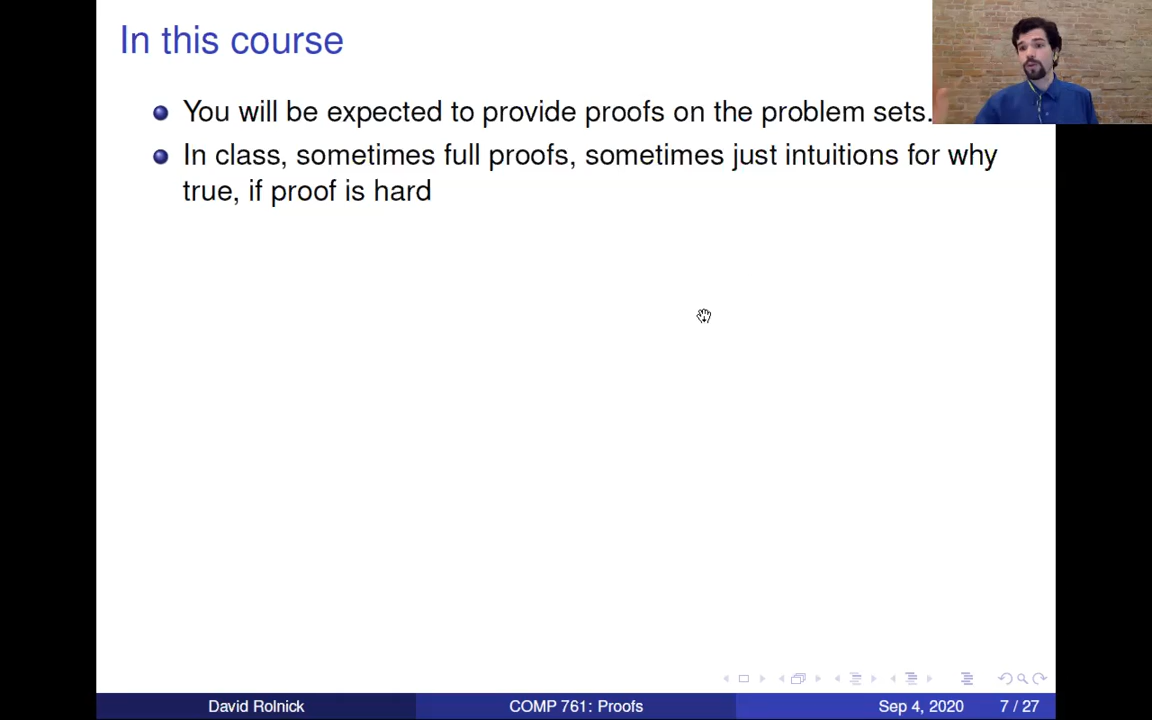 In this course
You will be expected to provide proofs on the problem sets.
In class, sometimes full proofs, sometimes just intuitions for why
true, if proof is hard
David Rolnick
COMP 761: Proofs
Sep 4, 2020
7 / 27